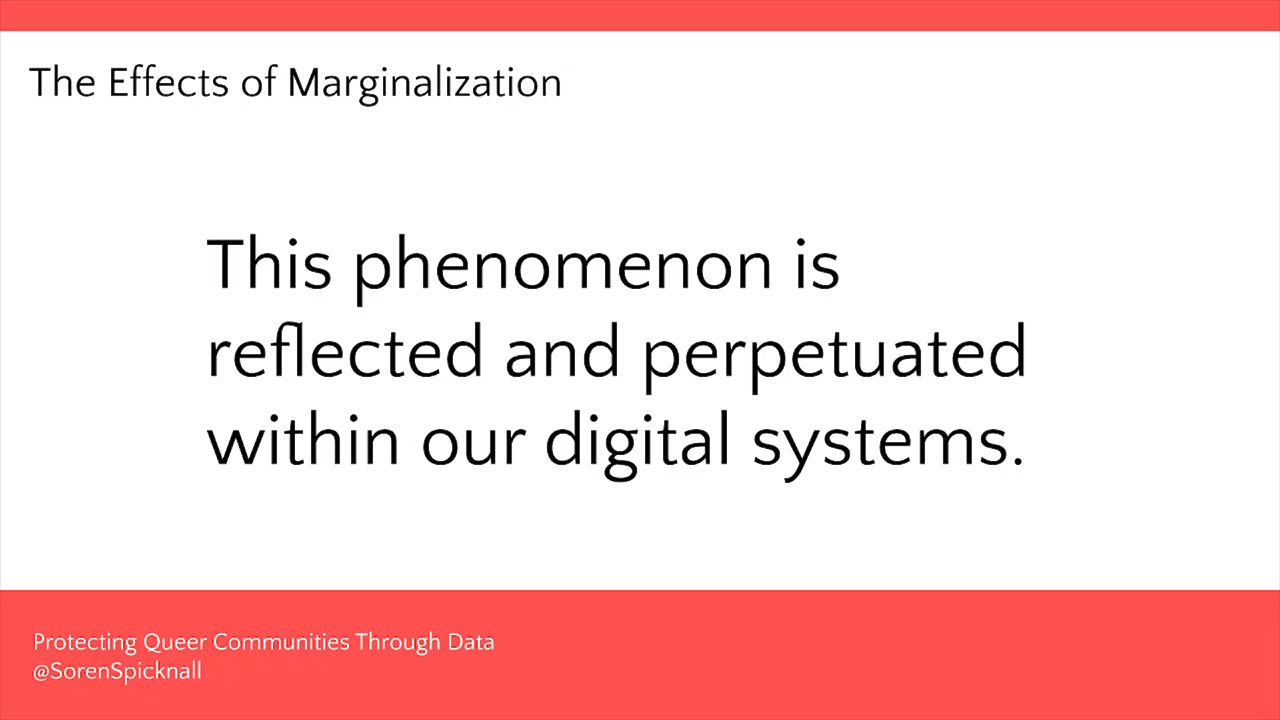 The Effects of Marginalization
This phenomenon is
reflected and perpetuated
within our digital systems.
Protecting Queer Communities Through Data
@SorenSpicknall